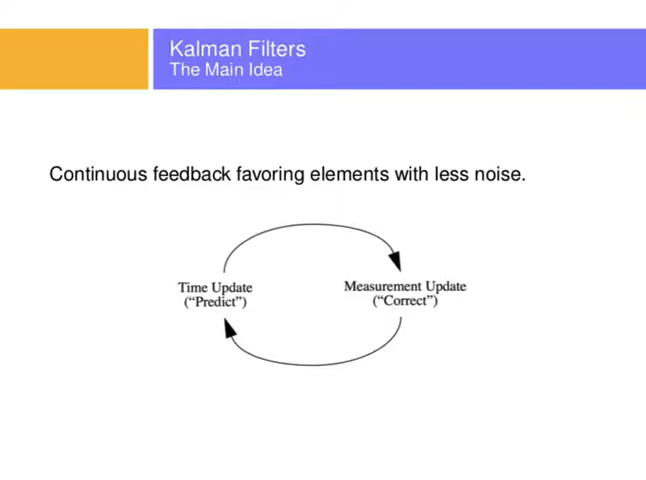 Kalman Filters
The Main Idea
Continuous feedback favoring elements with less noise.
Time Update
(“Predict”)
Measurement Update
(“Correct”)